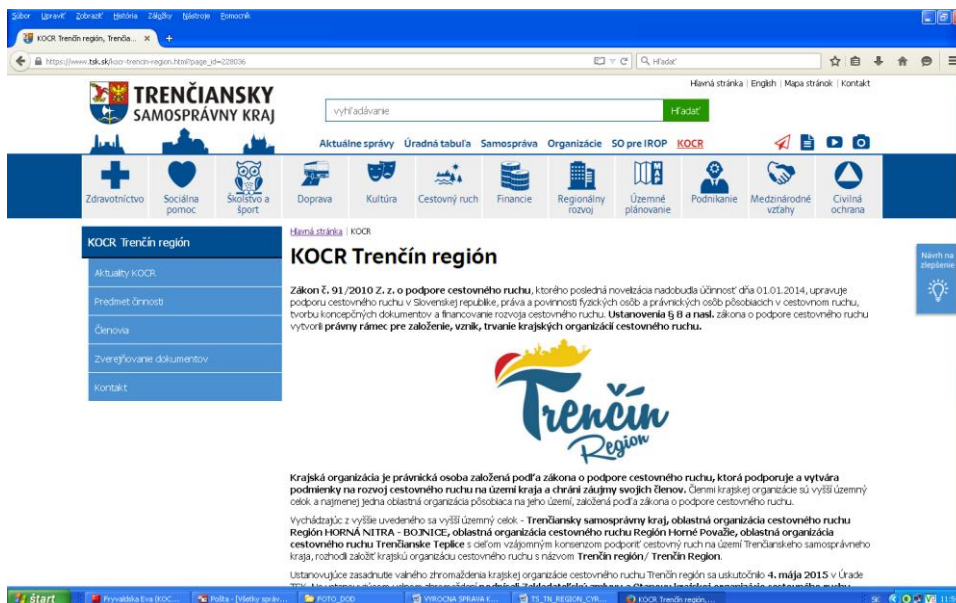 Súbor Upraviť Zobraziť História Záložky Nástroje Pomocník
KOCR Trenčín región, Trenčia... × +
https://www.tsk.sk/kocr-trencin-region.html?page_id=228036
Hľadať
Hlavná stránka | English | Mapa stránok | Kontakt
TRENČIANSKY
SAMOSPRÁVNY KRAJ
vyhľadávanie
Hľadať
Aktuálne správy Úradná tabuľa Samospráva Organizácie SO pre IROP KOCR
Zdravotníctvo
Sociálna
pomoc
Školstvo a
šport
Doprava
Kultúra
Cestovný ruch
Financie
Regionálny
rozvoj
Územné
plánovanie
Podnikanie
Medzinárodné
vzťahy
Civilná
ochrana
KOCR Trenčín región
Aktuality KOCR
Predmet činnosti
Členovia
Zverejňovanie dokumentov
Kontakt
Hlavná stránka | KOCR
KOCR Trenčín región
Návrh na
zlepšenie
Zákon č. 91/2010 Z. z. o podpore cestovného ruchu, ktorého posledná novelizácia nadobudla účinnosť dňa 01.01.2014, upravuje
podporu cestovného ruchu v Slovenskej republike, práva a povinnosti fyzických osôb a právnických osôb pôsobiacich v cestovnom ruchu,
tvorbu koncepčných dokumentov a financovanie rozvoja cestovného ruchu. Ustanovenia § 8 a nasl. zákona o podpore cestovného ruchu
vytvorili právny rámec pre založenie, vznik, trvanie krajských organizácií cestovného ruchu.
Trenčín
Region
Krajská organizácia je právnická osoba založená podľa zákona o podpore cestovného ruchu, ktorá podporuje a vytvára
podmienky na rozvoj cestovného ruchu na území kraja a chráni záujmy svojich členov. Členmi krajskej organizácie sú vyšší územný
celok a najmenej jedna oblastná organizácia pôsobiaca na jeho území, založená podľa zákona o podpore cestovného ruchu.
Vychádzajúc z vyššie uvedeného sa vyšší územný celok - Trenčiansky samosprávny kraj, oblastná organizácia cestovného ruchu
Región HORNÁ NITRA - BOJNICE, oblastná organizácia cestovného ruchu Región Horné Považie, oblastná organizácia
cestovného ruchu Trenčianske Teplice s cieľom vzájomným konsenzom podporiť cestovný ruch na území Trenčianskeho samosprávneho
kraja, rozhodli založiť krajskú organizáciu cestovného ruchu s názvom Trenčín región/ Trenčín Region.
Ustanovujúce zasadnutie valného zhromaždenia krajskej organizácie cestovného ruchu Trenčín región sa uskutočnilo 4. mája 2015 v Úrade
štart
Pryvaldska Eva (KOC...
Pošta - [Všetky správ...
FOTO_DOD
VYROCNA SPRAVA K...
TS_TN_REGION_CYR...
KOCR Trenčín región,...
SK